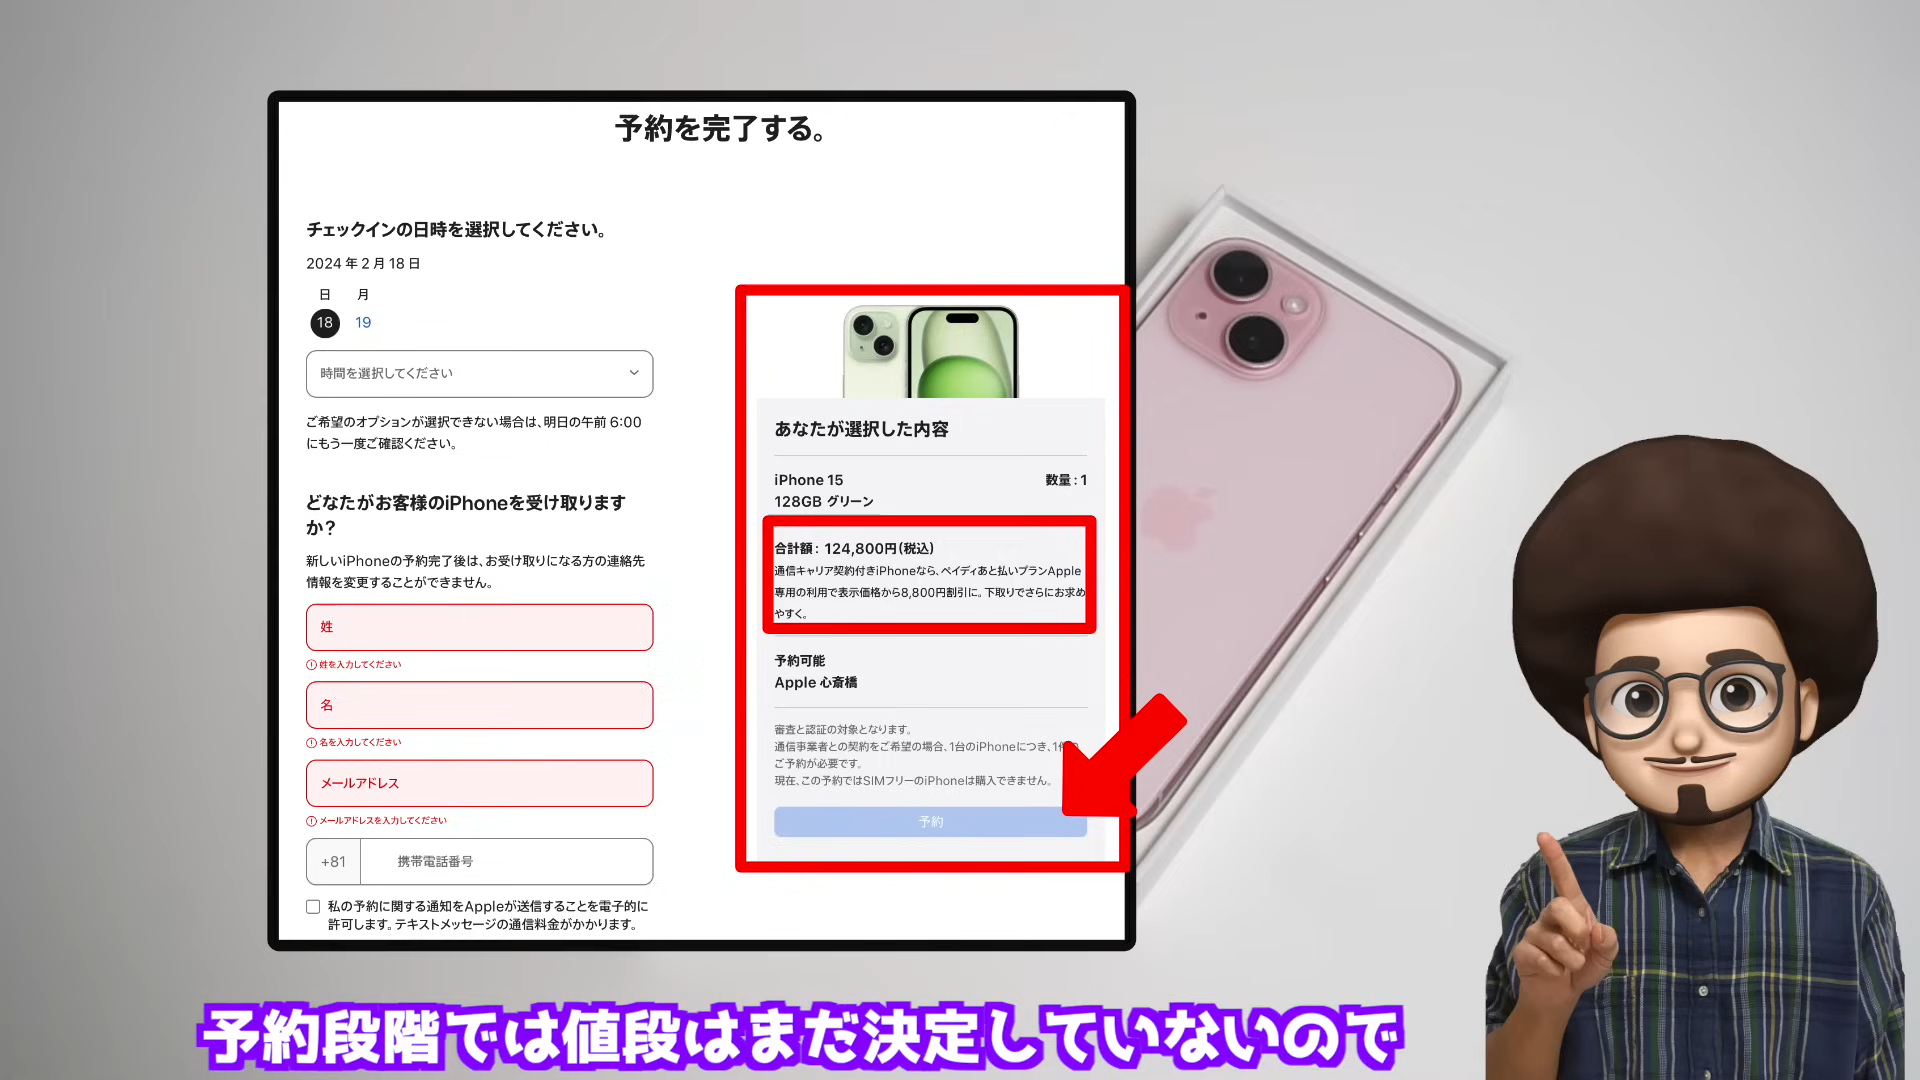 予約を完了する。
チェックインの日時を選択してください。
2024 年 2 月 18 日
日 月
18 19
時間を選択してください
ご希望のオプションが選択できない場合は、明日の午前 6:00
にもう一度ご確認ください。
どなたがお客様のiPhoneを受け取ります
か?
新しいiPhoneの予約完了後は、お受け取りになる方の連絡先
情報を変更することができません。
姓
姓を入力してください
名
名を入力してください
メールアドレス
メールアドレスを入力してください
+81 携帯電話番号
私の予約に関する通知をAppleが送信することを電子的に
許可します。テキストメッセージの通信料金がかかります。
あなたが選択した内容
iPhone 15 数量:1
128GB グリーン
合計額: 124,800円(税込)
通信キャリア契約付きiPhoneなら、ペイディあと払いプランApple
専用の利用で表示価格から8,800円割引に。下取りでさらにお求め
やすく。
予約可能
Apple 心斎橋
審査と認証の対象となります。
通信事業者との契約をご希望の場合、1台のiPhoneにつき、1件の
ご予約が必要です。
現在、この予約ではSIMフリーのiPhoneは購入できません。
予約
予約段階では値段はまだ決定していないので